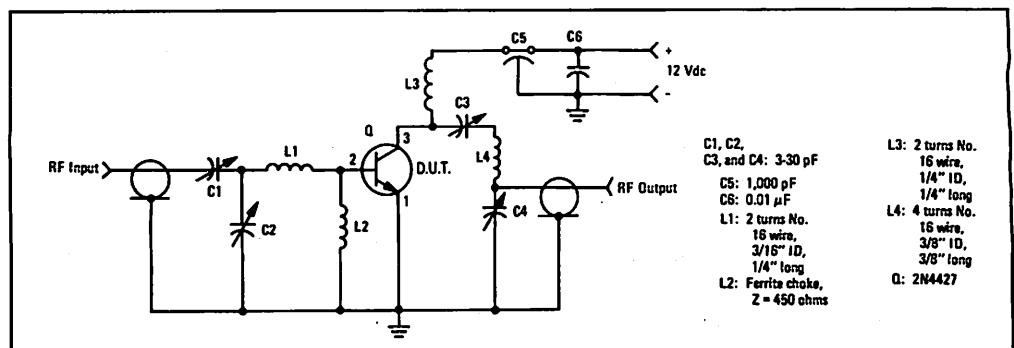 C5
C6
+
12 Vdc
-
L3
C3
Q
3
RF Input
C1
L1
2
D.U.T.
L4
RF Output
C2
L2
1
C4
C1, C2,
C3, and C4: 3-30 pF
C5: 1,000 pF
C6: 0.01 μF
L1: 2 turns No.
16 wire,
3/16" ID,
1/4" long
L2: Ferrite choke,
Z = 450 ohms
L3: 2 turns No.
16 wire,
1/4" ID,
1/4" long
L4: 4 turns No.
16 wire,
3/8" ID,
3/8" long
Q: 2N4427